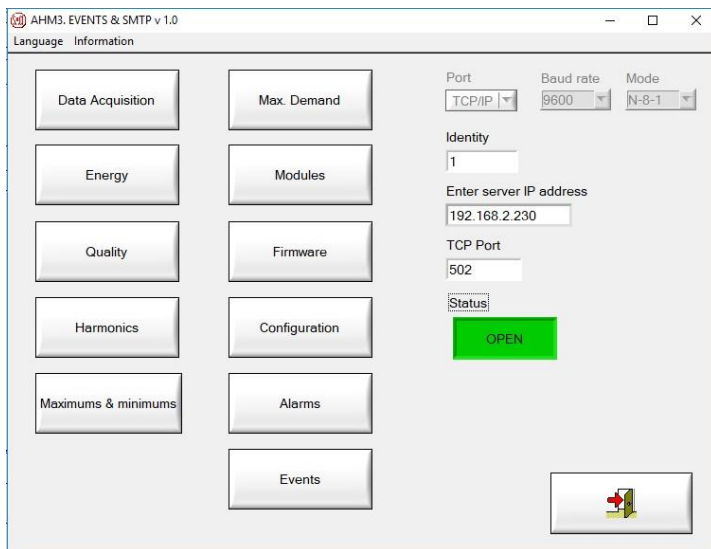 AHM3. EVENTS & SMTP v 1.0
Language Information
Data Acquisition
Max. Demand
Energy
Modules
Quality
Firmware
Harmonics
Configuration
Maximums & minimums
Alarms
Events
Port
Baud rate
Mode
TCP/IP
9600
N-8-1
Identity
1
Enter server IP address
192.168.2.230
TCP Port
502
Status
OPEN